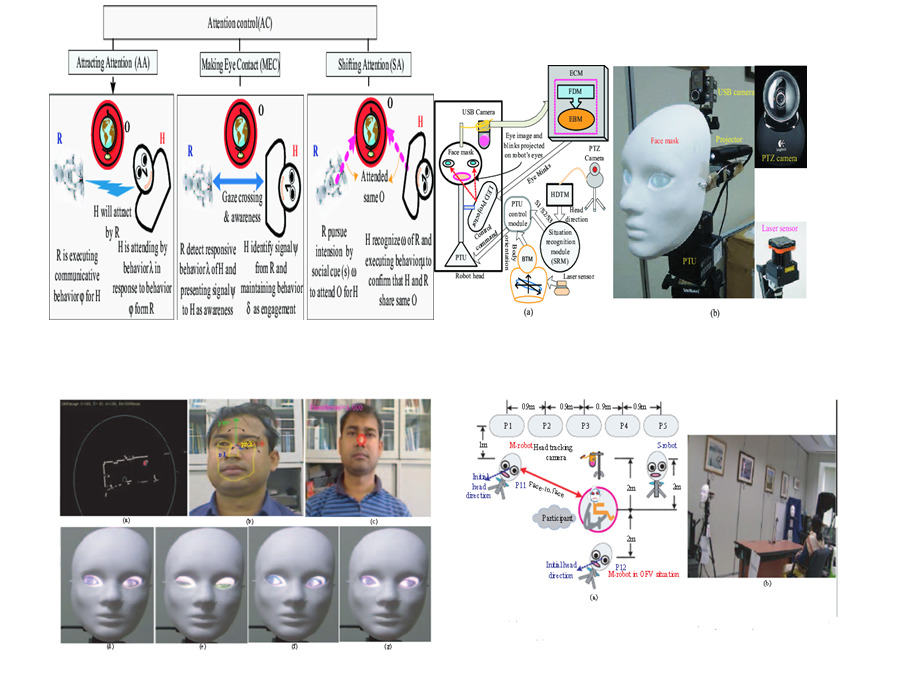 Attention control(AC)
Attracting Attention (AA)
Making Eye Contact (MEC)
Shifting Attention (SA)
O
R
H
H will attract
by R
R is executing
communicative
behavior φ for H
H is attending by
behavior λ in
response to behavior
φ form R
O
R
H
Gaze crossing
& awareness
R detect responsive
behavior λ of H and
presenting signal ψ
to H as awareness
H identify signal ψ
from R and
maintaining behavior
δ as engagement
O
R
H
Attended
same O
R pursue
intension by
social cue (s) ω
to attend O for H
H recognize ω of R and
executing behavior μ to
confirm that H and R
share same O
ECM
FDM
EBM
USB Camera
Face mask
Eye image and
blinks projected
on robot's eyes
PTZ
Camera
Eye blinks
LED Projector
HDTM
Head
direction
S1/S2/S3
PTU
control
module
Control
command
Situation
recognition
module
(SRM)
Body
orientation
BTM
PTU
Robot head
Laser sensor
(a)
Face mask
USB camera
Projector
PTZ camera
Laser sensor
PTU
(b)
(a)
(b)
(c)
(d)
(e)
(f)
(g)
0.9m
0.9m
0.9m
0.9m
P1
P2
P3
P4
P5
1m
M-robot
Head tracking
camera
S-robot
Initial
head
direction
P11
Face-to-face
2m
2m
Participant
2m
Initial head
direction
P12
M-robot in OFV situation
(a)
(b)